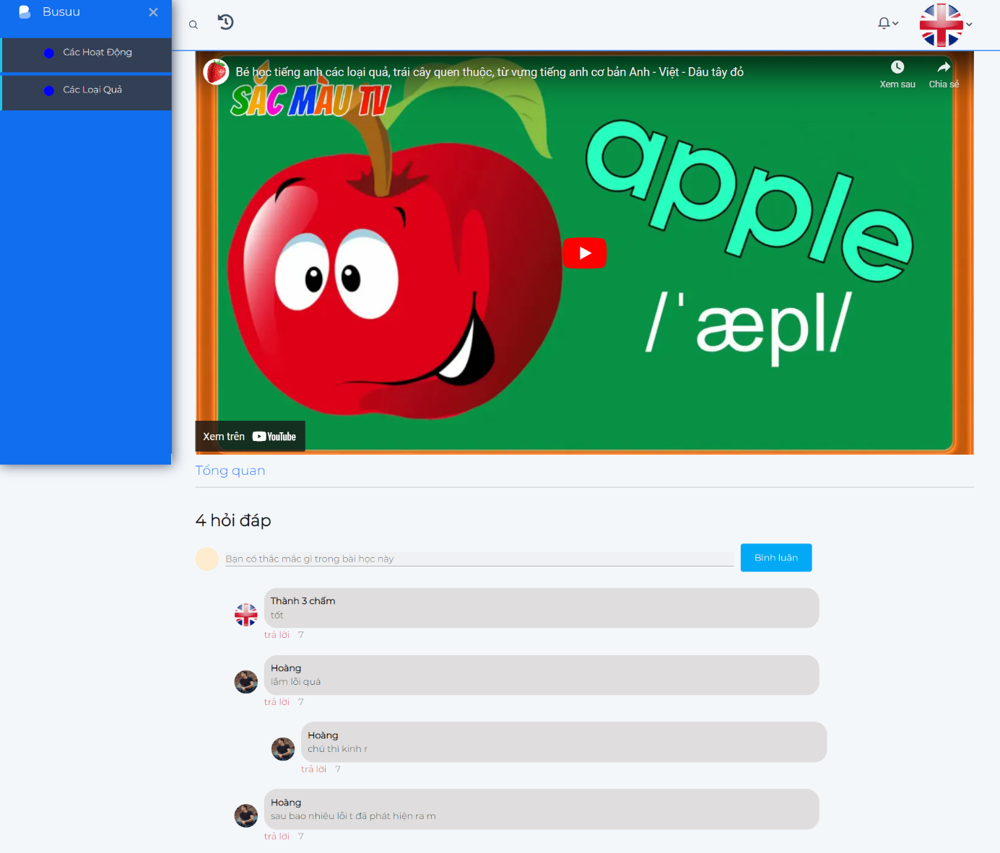 Busuu
Các Hoạt Động
Các Loại Quả
Bé học tiếng anh các loại quả, trái cây quen thuộc, từ vựng tiếng anh cơ bản Anh - Việt - Dâu tây đỏ
Xem sau
Chia sẻ
SẮC MÀU TV
apple
/ˈæpl/
Xem trên YouTube
Tổng quan
4 hỏi đáp
Bạn có thắc mắc gì trong bài học này
Bình luận
Thành 3 chấm
tốt
trả lời 7
Hoàng
lắm lỗi quá
trả lời 7
Hoàng
chú thì kinh r
trả lời 7
Hoàng
sau bao nhiêu lỗi t đã phát hiện ra m
trả lời 7